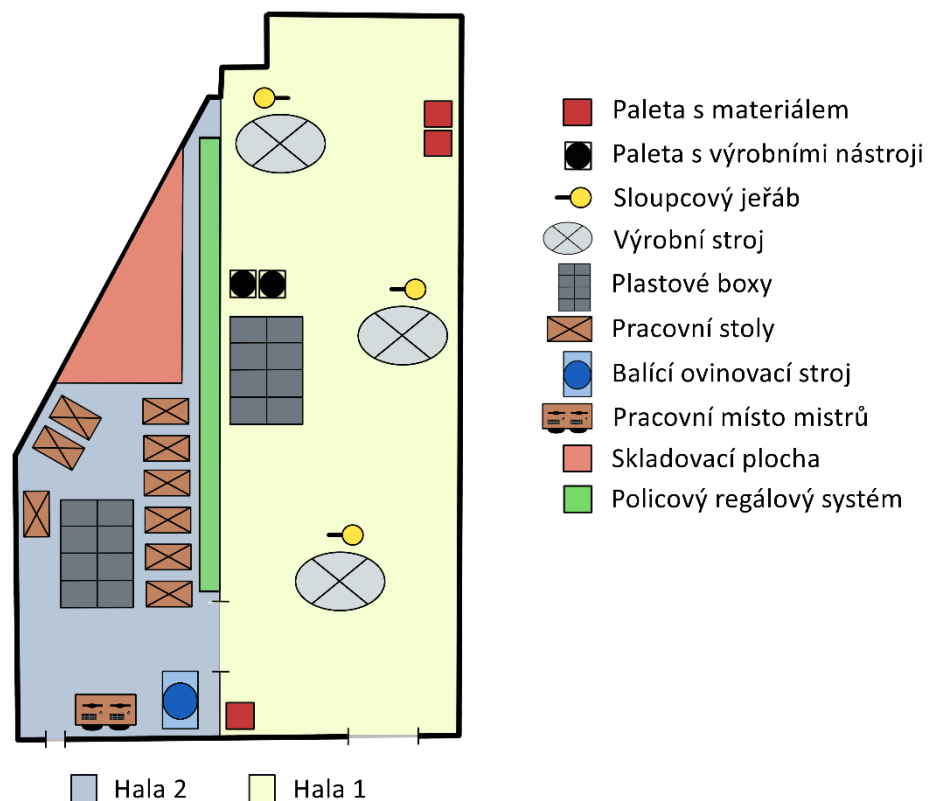 Paleta s materiálem
Paleta s výrobními nástroji
Sloupcový jeřáb
Výrobní stroj
Plastové boxy
Pracovní stoly
Balící ovinovací stroj
Pracovní místo mistrů
Skladovací plocha
Policový regálový systém
Hala 2
Hala 1